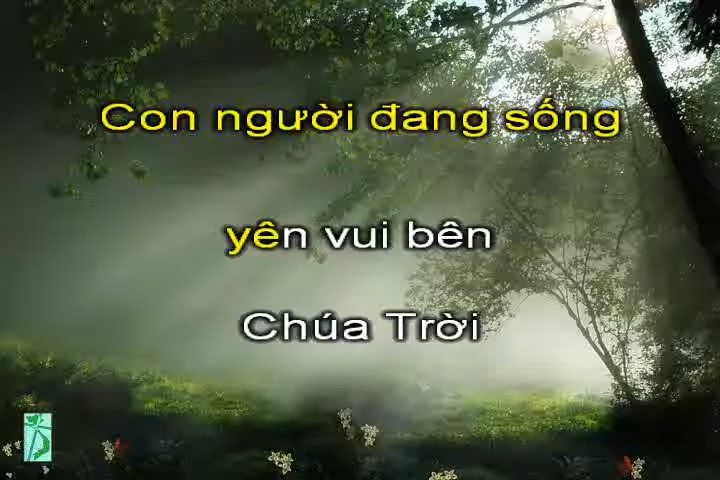 Con người đang sống
yên vui bên
Chúa Trời